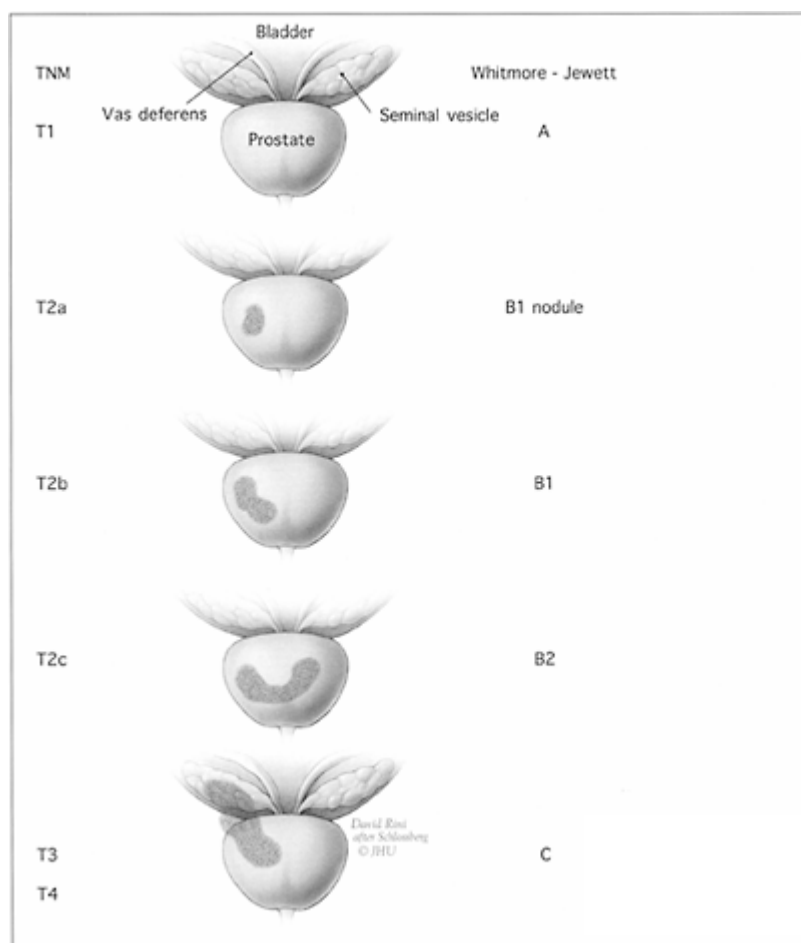 Bladder
TNM
Whitmore - Jewett
Vas deferens
Seminal vesicle
T1
Prostate
A
T2a
B1 nodule
T2b
B1
T2c
B2
David Rini
after Schlomberg
© JHU
T3
C
T4